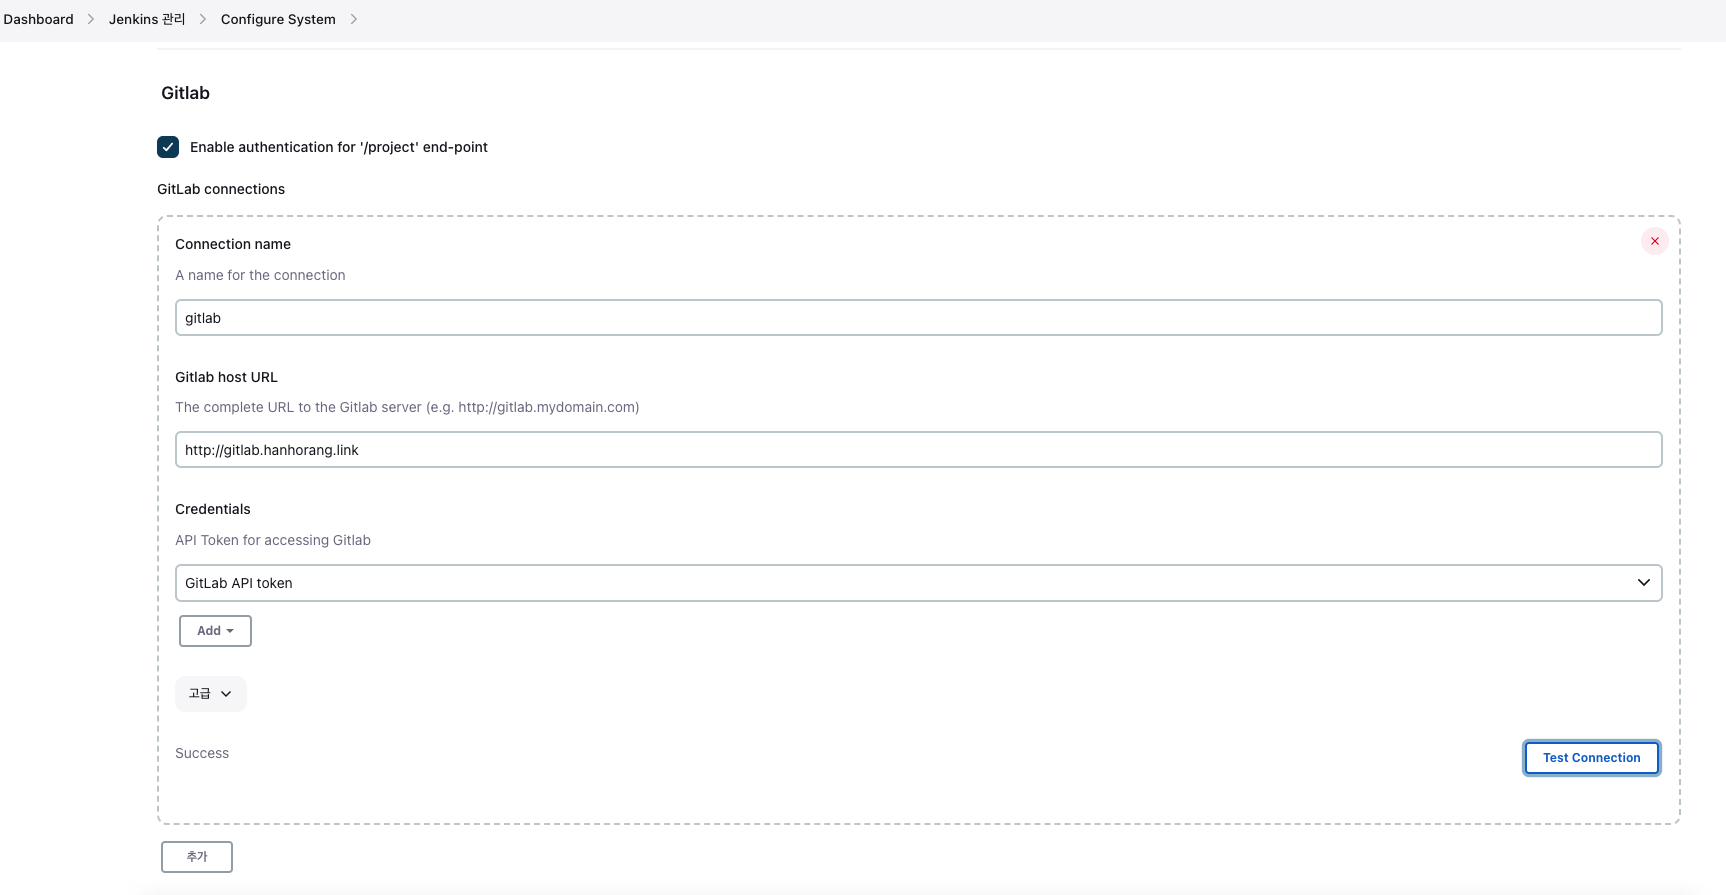 Dashboard > Jenkins 관리 > Configure System >
Gitlab
Enable authentication for '/project' end-point
GitLab connections
Connection name
A name for the connection
gitlab
Gitlab host URL
The complete URL to the Gitlab server (e.g. http://gitlab.mydomain.com)
http://gitlab.hanhorang.link
Credentials
API Token for accessing Gitlab
GitLab API token
Add
고급
Success
Test Connection
추가